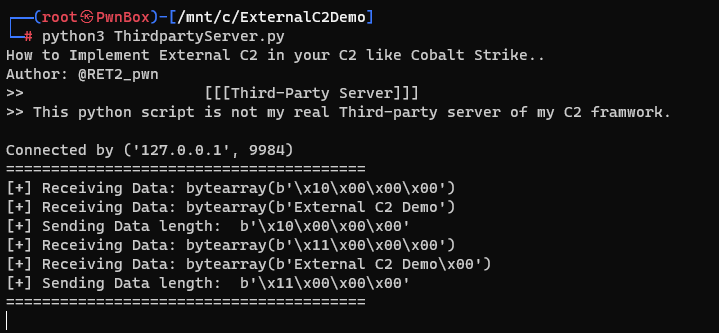 ┌──(root㉿PwnBox)-[/mnt/c/ExternalC2Demo]
└─# python3 ThirdpartyServer.py
How to Implement External C2 in your C2 like Cobalt Strike..
Author: @RET2_pwn
>>                    [[[Third-Party Server]]]
>> This python script is not my real Third-party server of my C2 framwork.
Connected by ('127.0.0.1', 9984)
========================================
[+] Receiving Data: bytearray(b'\x10\x00\x00\x00')
[+] Receiving Data: bytearray(b'External C2 Demo')
[+] Sending Data length:  b'\x10\x00\x00\x00'
[+] Receiving Data: bytearray(b'\x11\x00\x00\x00')
[+] Receiving Data: bytearray(b'External C2 Demo\x00')
[+] Sending Data length:  b'\x11\x00\x00\x00'
========================================